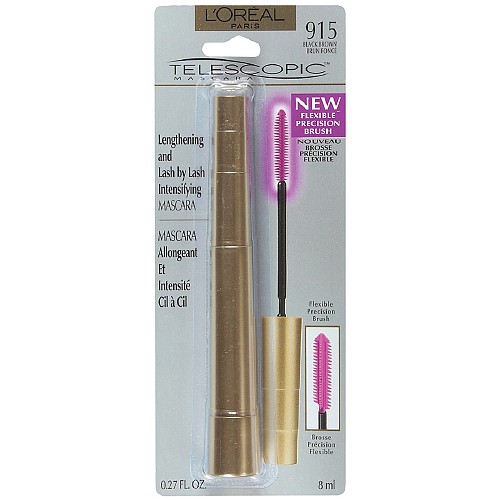 L'ORÉAL
PARIS
915
BLACK BROWN
BRUN FONCÉ
TELESCOPIC™
MASCARA
NEW
FLEXIBLE
PRECISION
BRUSH
NOUVEAU
BROSSE
PRÉCISION
FLEXIBLE
Lengthening
and
Lash by Lash
Intensifying
MASCARA
MASCARA
Allongeant
Et
Intensité
Cil à Cil
Flexible
Precision
Brush
Brosse
Précision
Flexible
0.27 FL. OZ.
8 ml